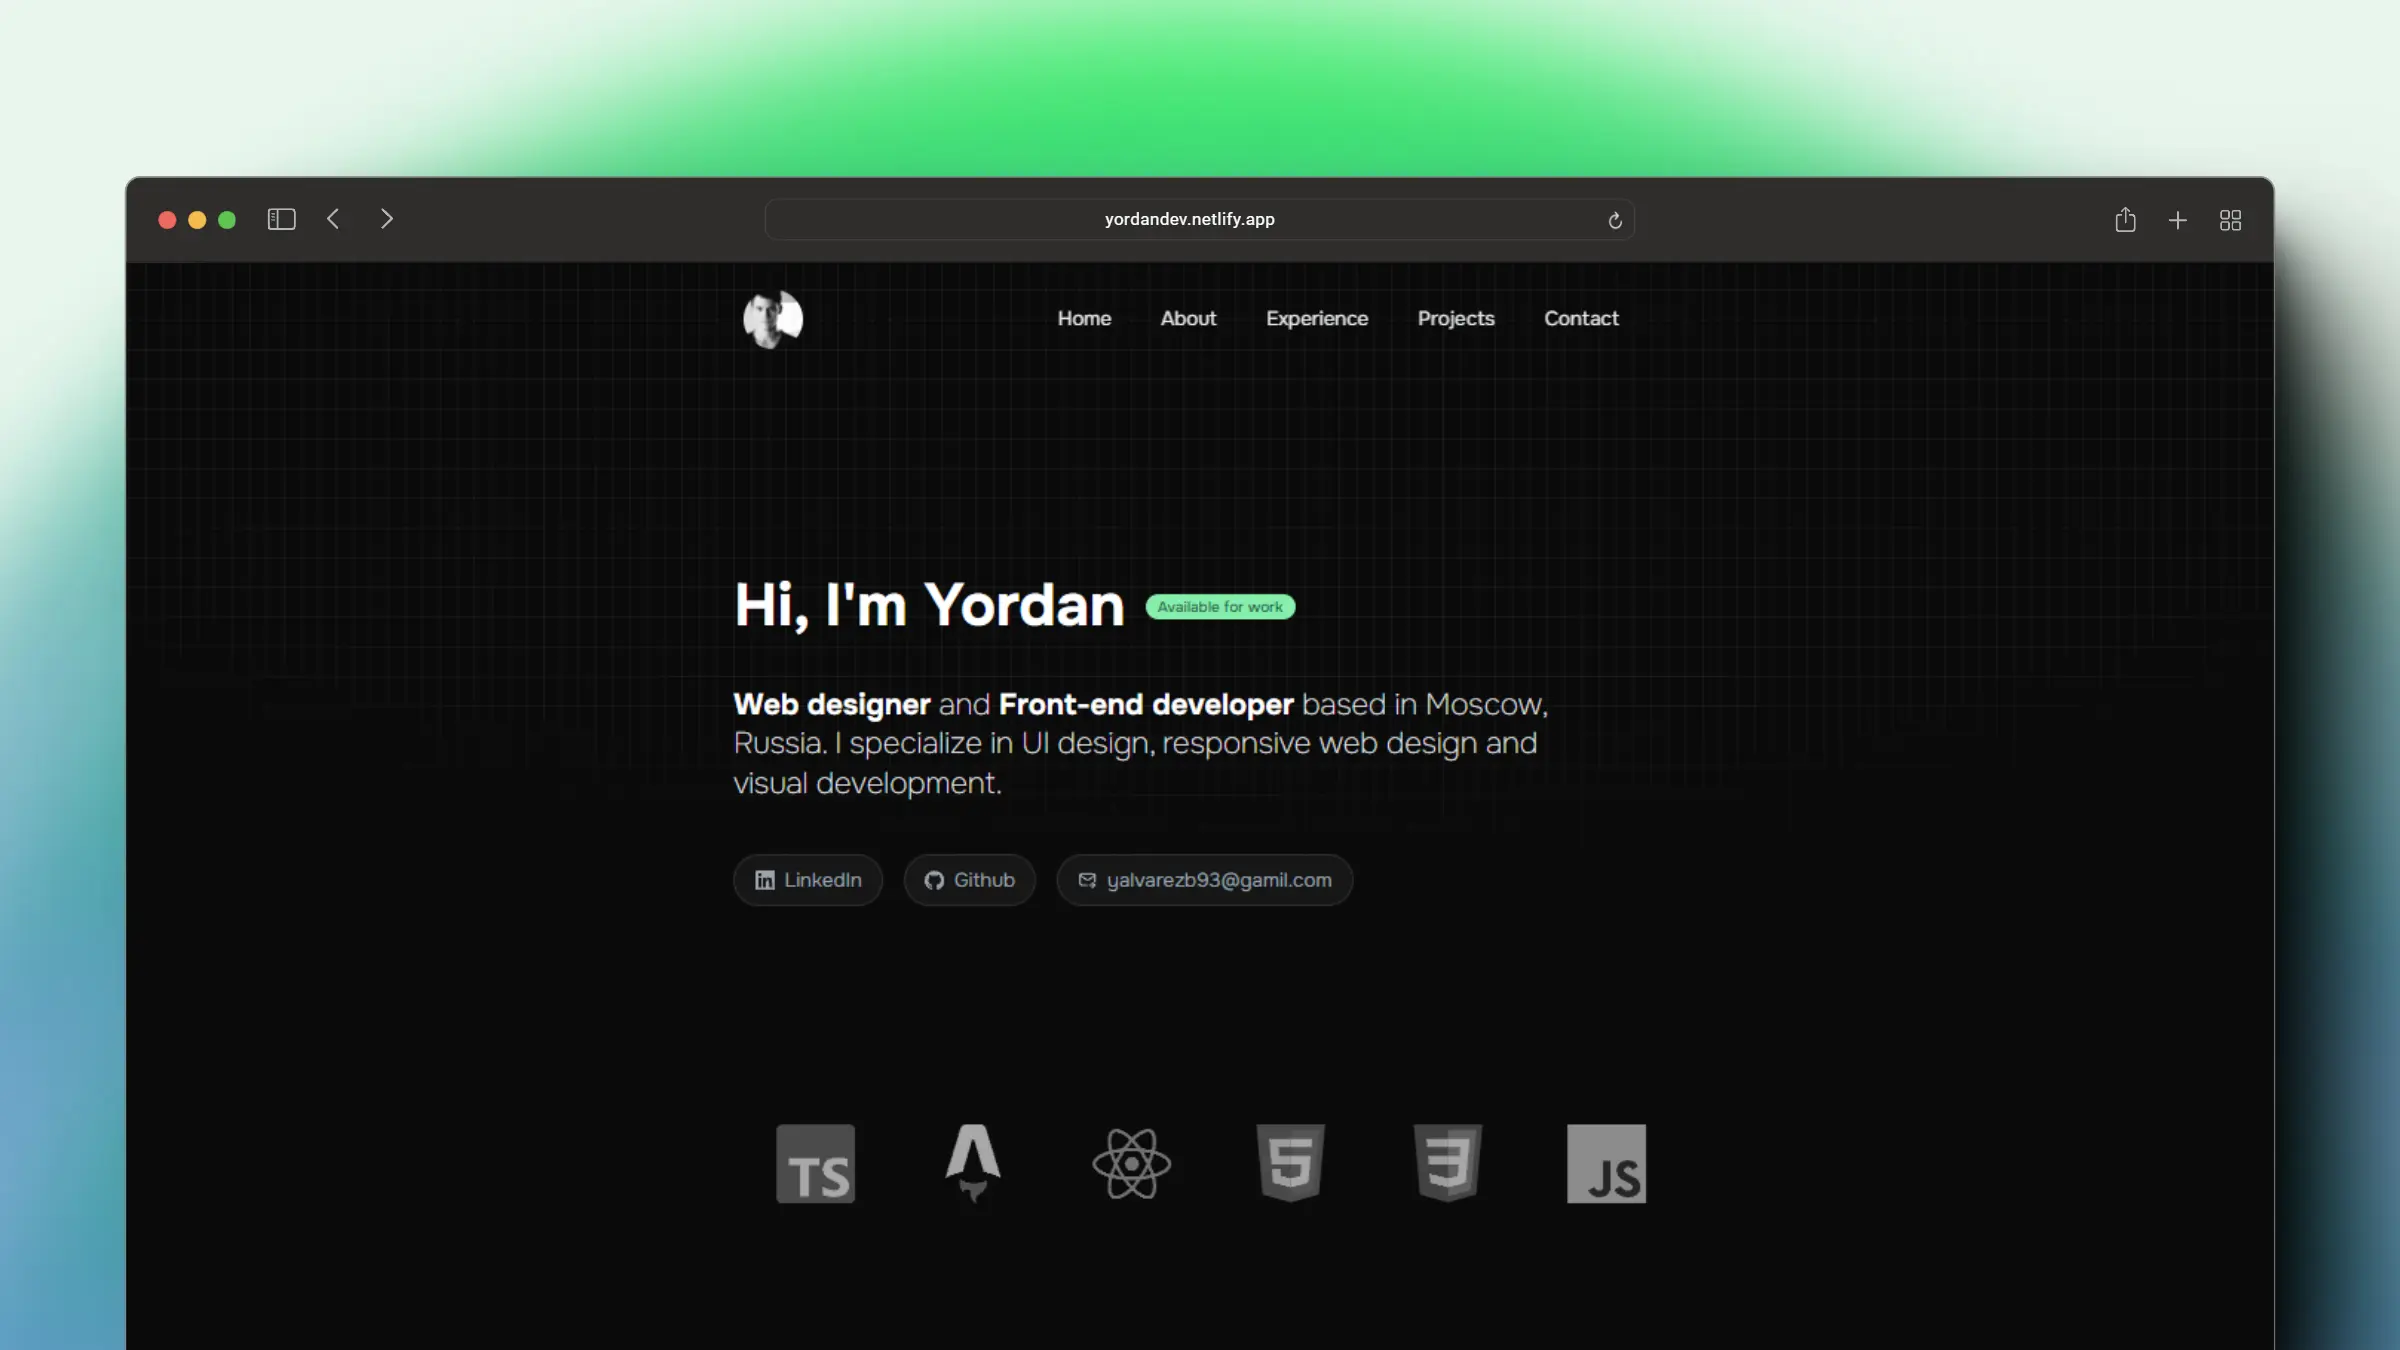 yordandev.netlify.app
Home About Experience Projects Contact
Hi, I'm Yordan Available for work
Web designer and Front-end developer based in Moscow,
Russia. I specialize in UI design, responsive web design and
visual development.
LinkedIn Github yalvarezb93@gamil.com
TS 5 3 JS